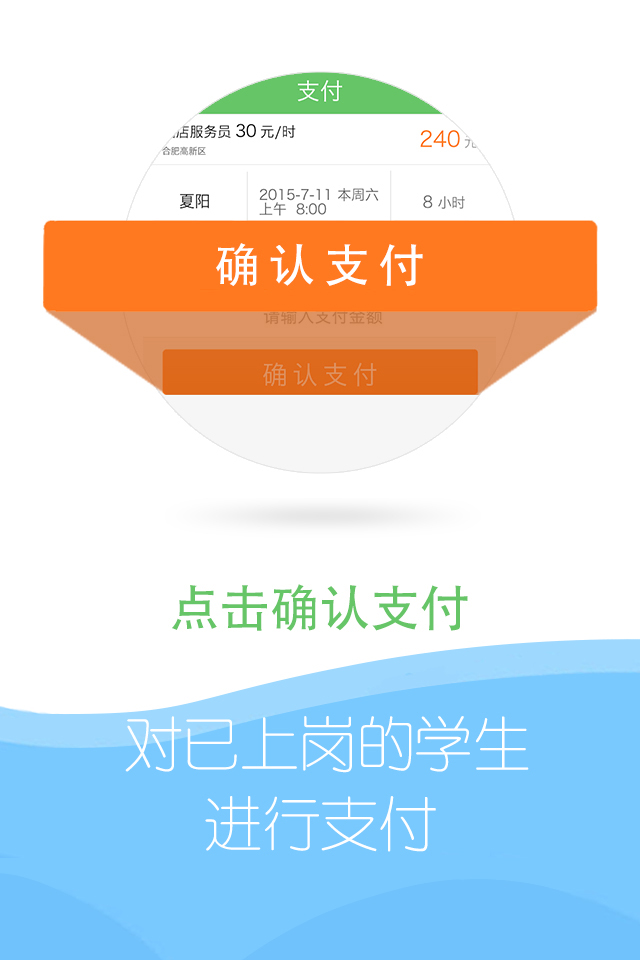 支付
店服务员 30 元/时
240 元
合肥高新区
夏阳
2015-7-11 本周六
上午 8:00
8 小时
确认支付
请输入支付金额
确认支付
点击确认支付
对已上岗的学生
进行支付